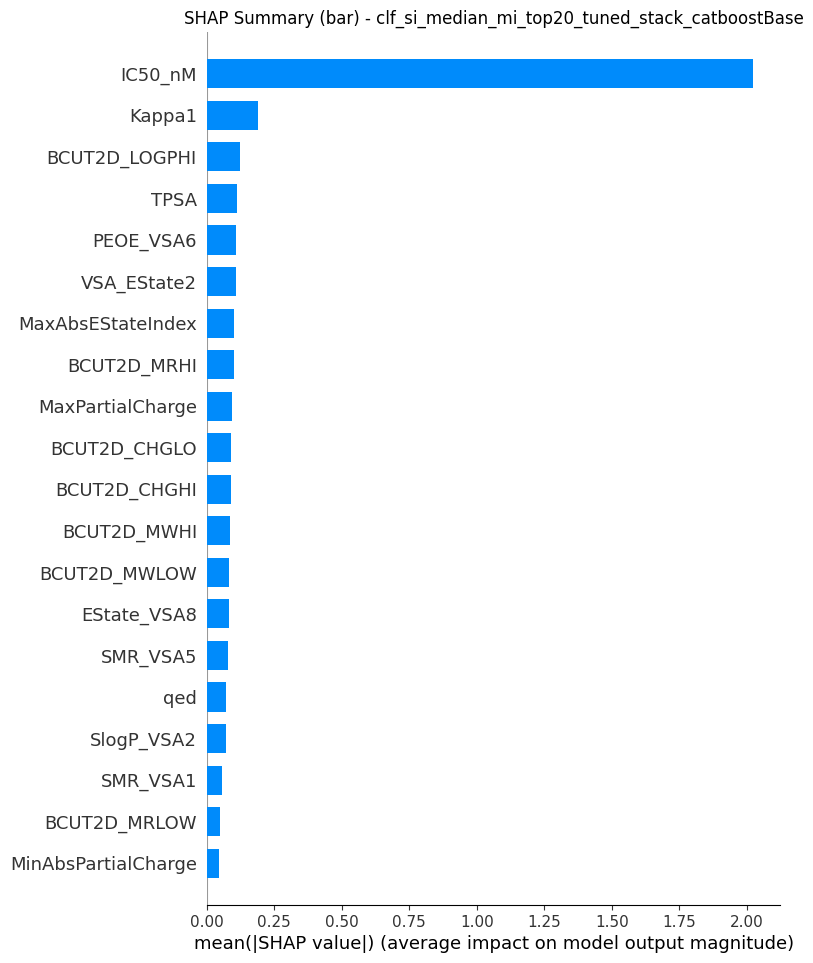 SHAP Summary (bar) - clf_si_median_mi_top20_tuned_stack_catboostBase
IC50_nM
Kappa1
BCUT2D_LOGPHI
TPSA
PEOE_VSA6
VSA_EState2
MaxAbsEStateIndex
BCUT2D_MRHI
MaxPartialCharge
BCUT2D_CHGLO
BCUT2D_CHGHI
BCUT2D_MWHI
BCUT2D_MWLOW
EState_VSA8
SMR_VSA5
qed
SlogP_VSA2
SMR_VSA1
BCUT2D_MRLOW
MinAbsPartialCharge
0.00 0.25 0.50 0.75 1.00 1.25 1.50 1.75 2.00
mean(|SHAP value|) (average impact on model output magnitude)